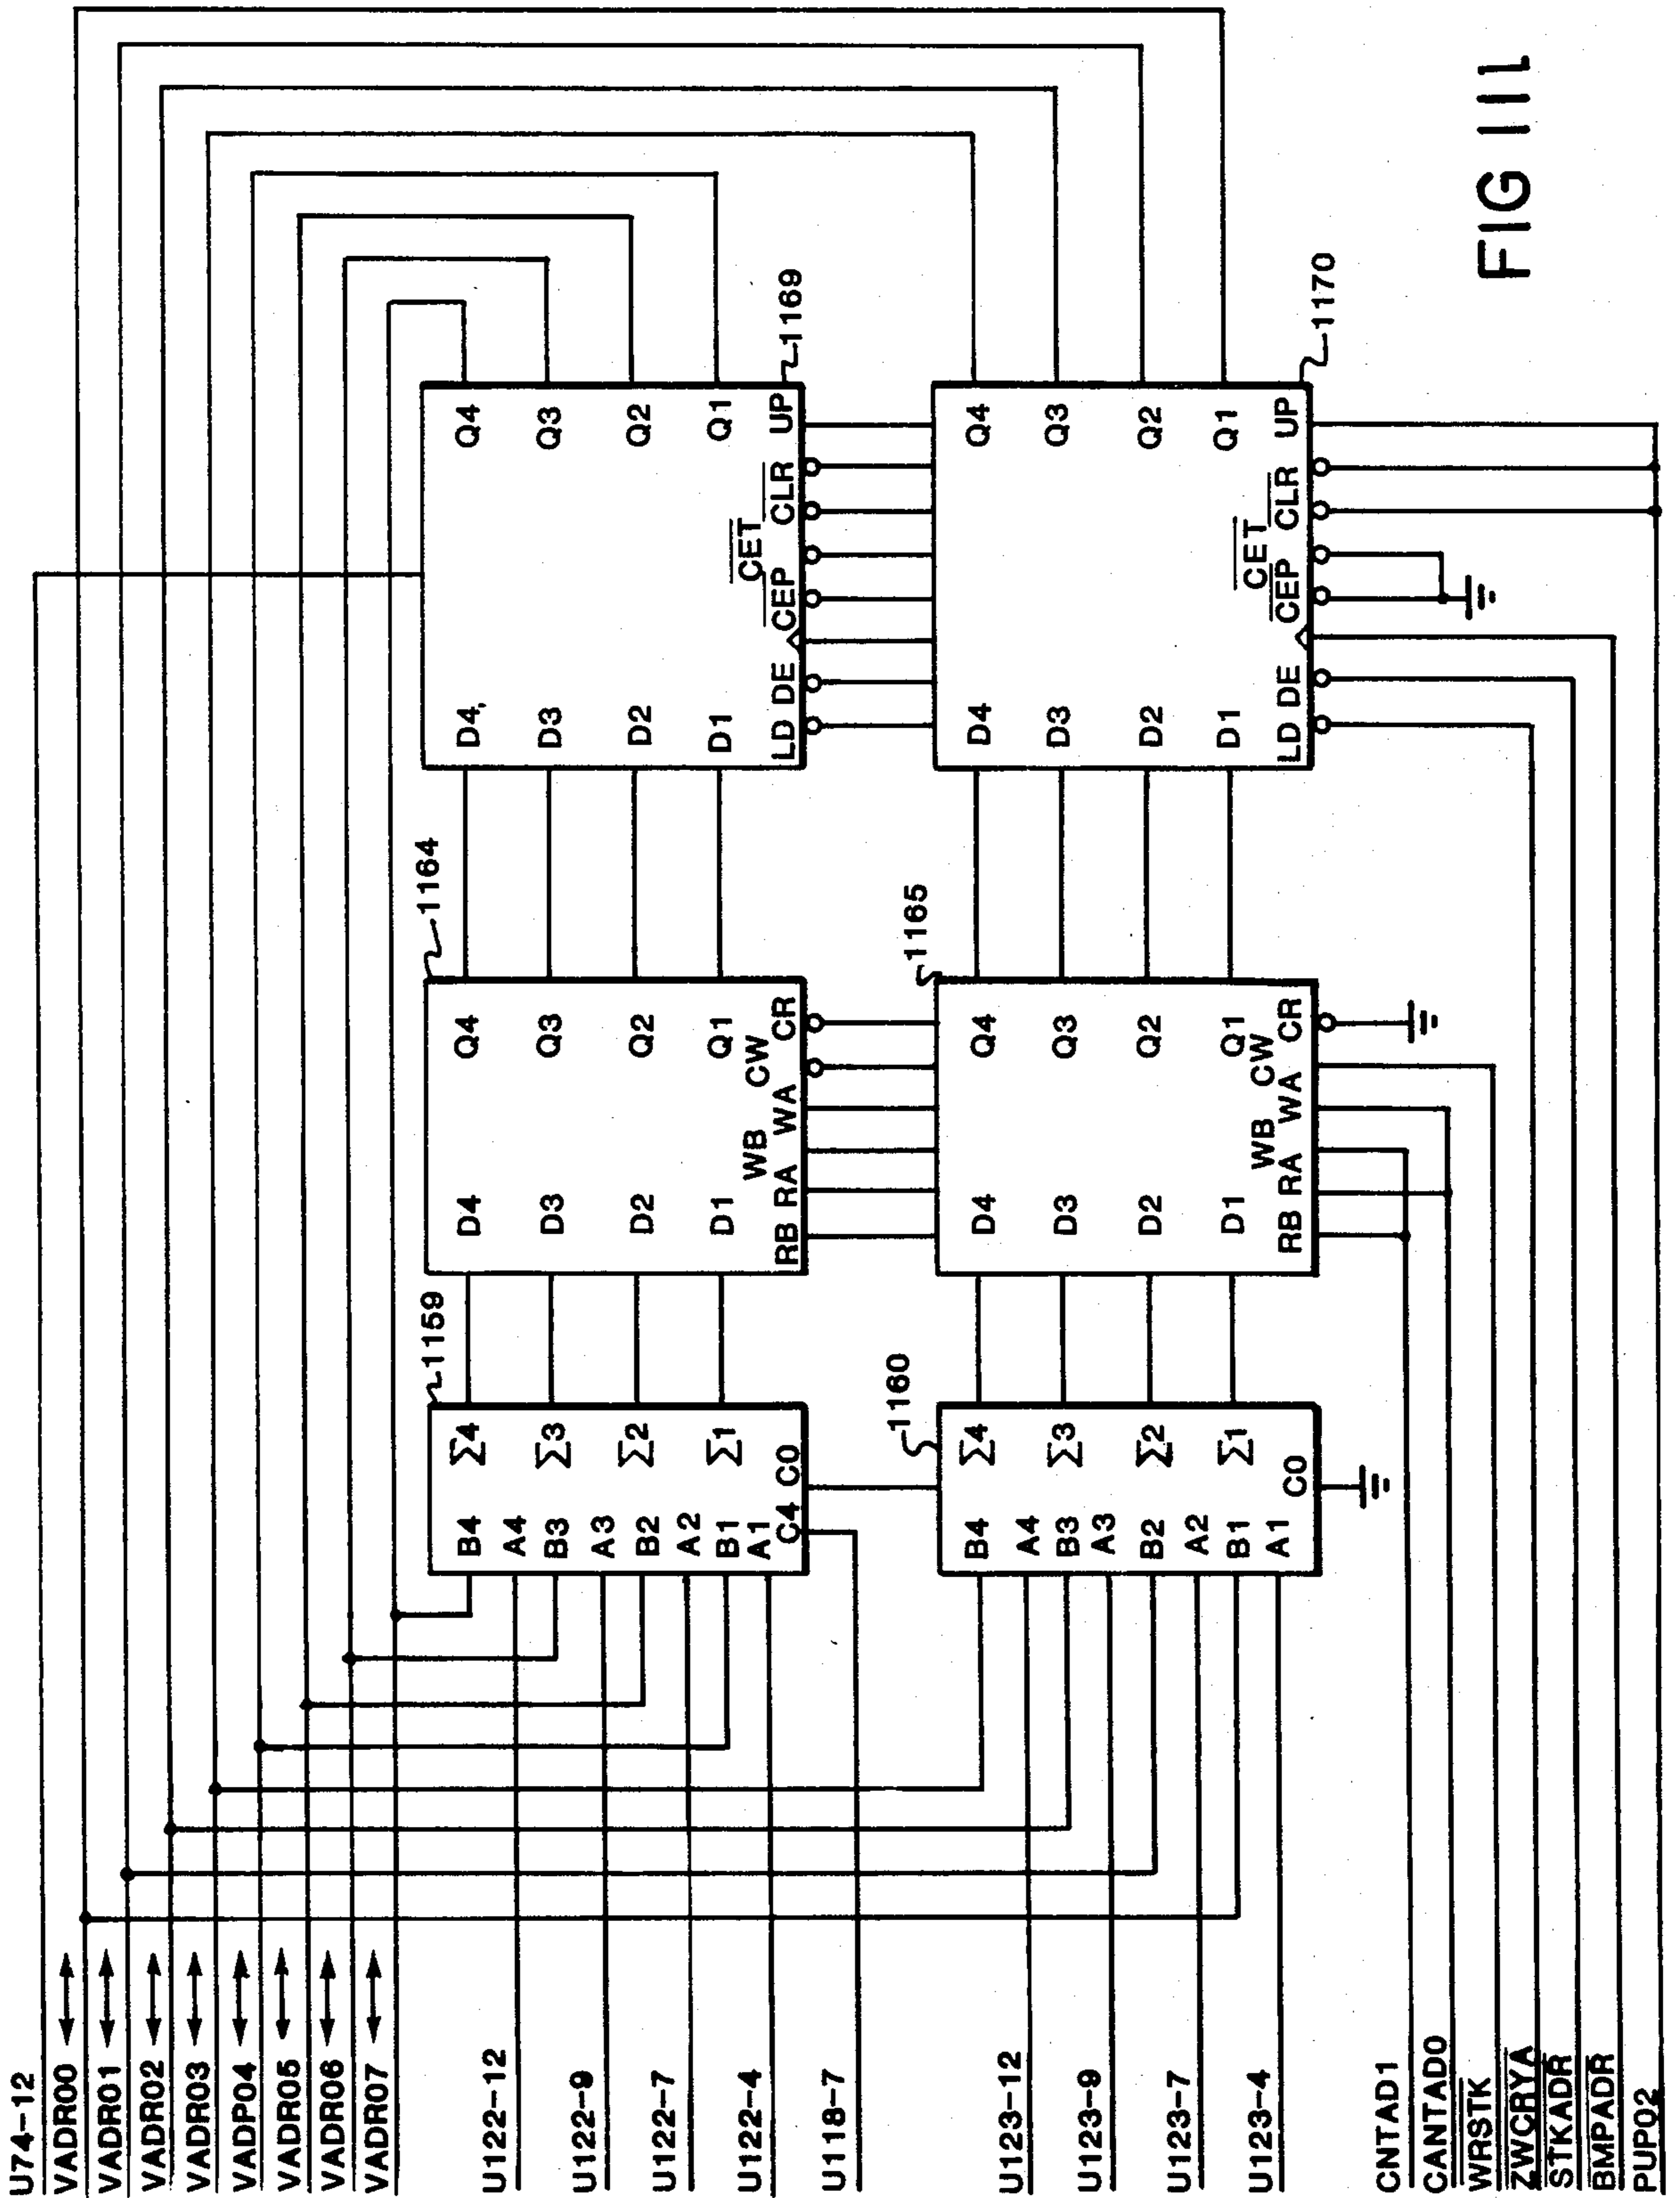 U74-12
VADR00
VADR01
VADR02
VADR03
VADP04
VADR05
VADR06
VADR07
U122-12
U122-9
U122-7
U122-4
U118-7
U123-12
U123-9
U123-7
U123-4
CNTAD1
CANTAD0
WRSTK
ZWCRYA
STKADR
BMPADR
PUP02
1159
B4 Σ4
A4
B3 Σ3
A3
B2 Σ2
A2
B1 Σ1
A1
C4 C0
1160
B4 Σ4
A4
B3 Σ3
A3
B2 Σ2
A2
B1 Σ1
A1
C0
1164
D4 Q4
D3 Q3
D2 Q2
D1 Q1
WB CW
RB RA WA CR
1165
D4 Q4
D3 Q3
D2 Q2
D1 Q1
WB CW
RB RA WA CR
1169
D4, Q4
D3 Q3
D2 Q2
D1 Q1
CET
LD DE CEP CLR UP
1170
D4 Q4
D3 Q3
D2 Q2
D1 Q1
CET
LD DE CEP CLR UP
FIG 111